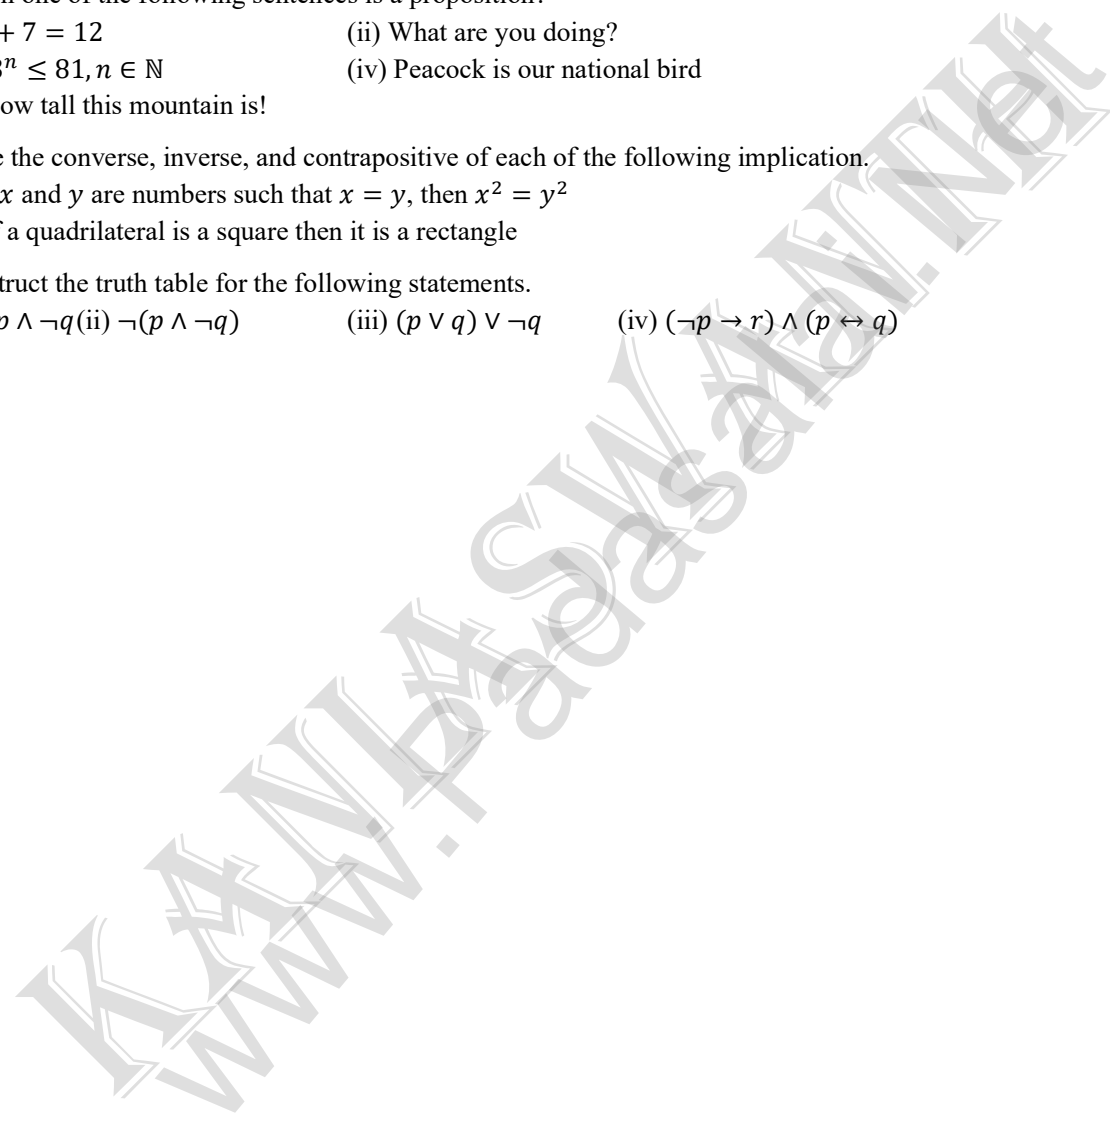 one of the following sentences is a proposition?
+ 7 = 12 (ii) What are you doing?
ⁿ ≤ 81, n ∈ ℕ (iv) Peacock is our national bird
ow tall this mountain is!
e the converse, inverse, and contrapositive of each of the following implication.
x and y are numbers such that x = y, then x² = y²
a quadrilateral is a square then it is a rectangle
truct the truth table for the following statements.
p ∧ ¬q (ii) ¬(p ∧ ¬q) (iii) (p ∨ q) ∨ ¬q (iv) (¬p → r) ∧ (p ↔ q)
www.Padasalai.Net